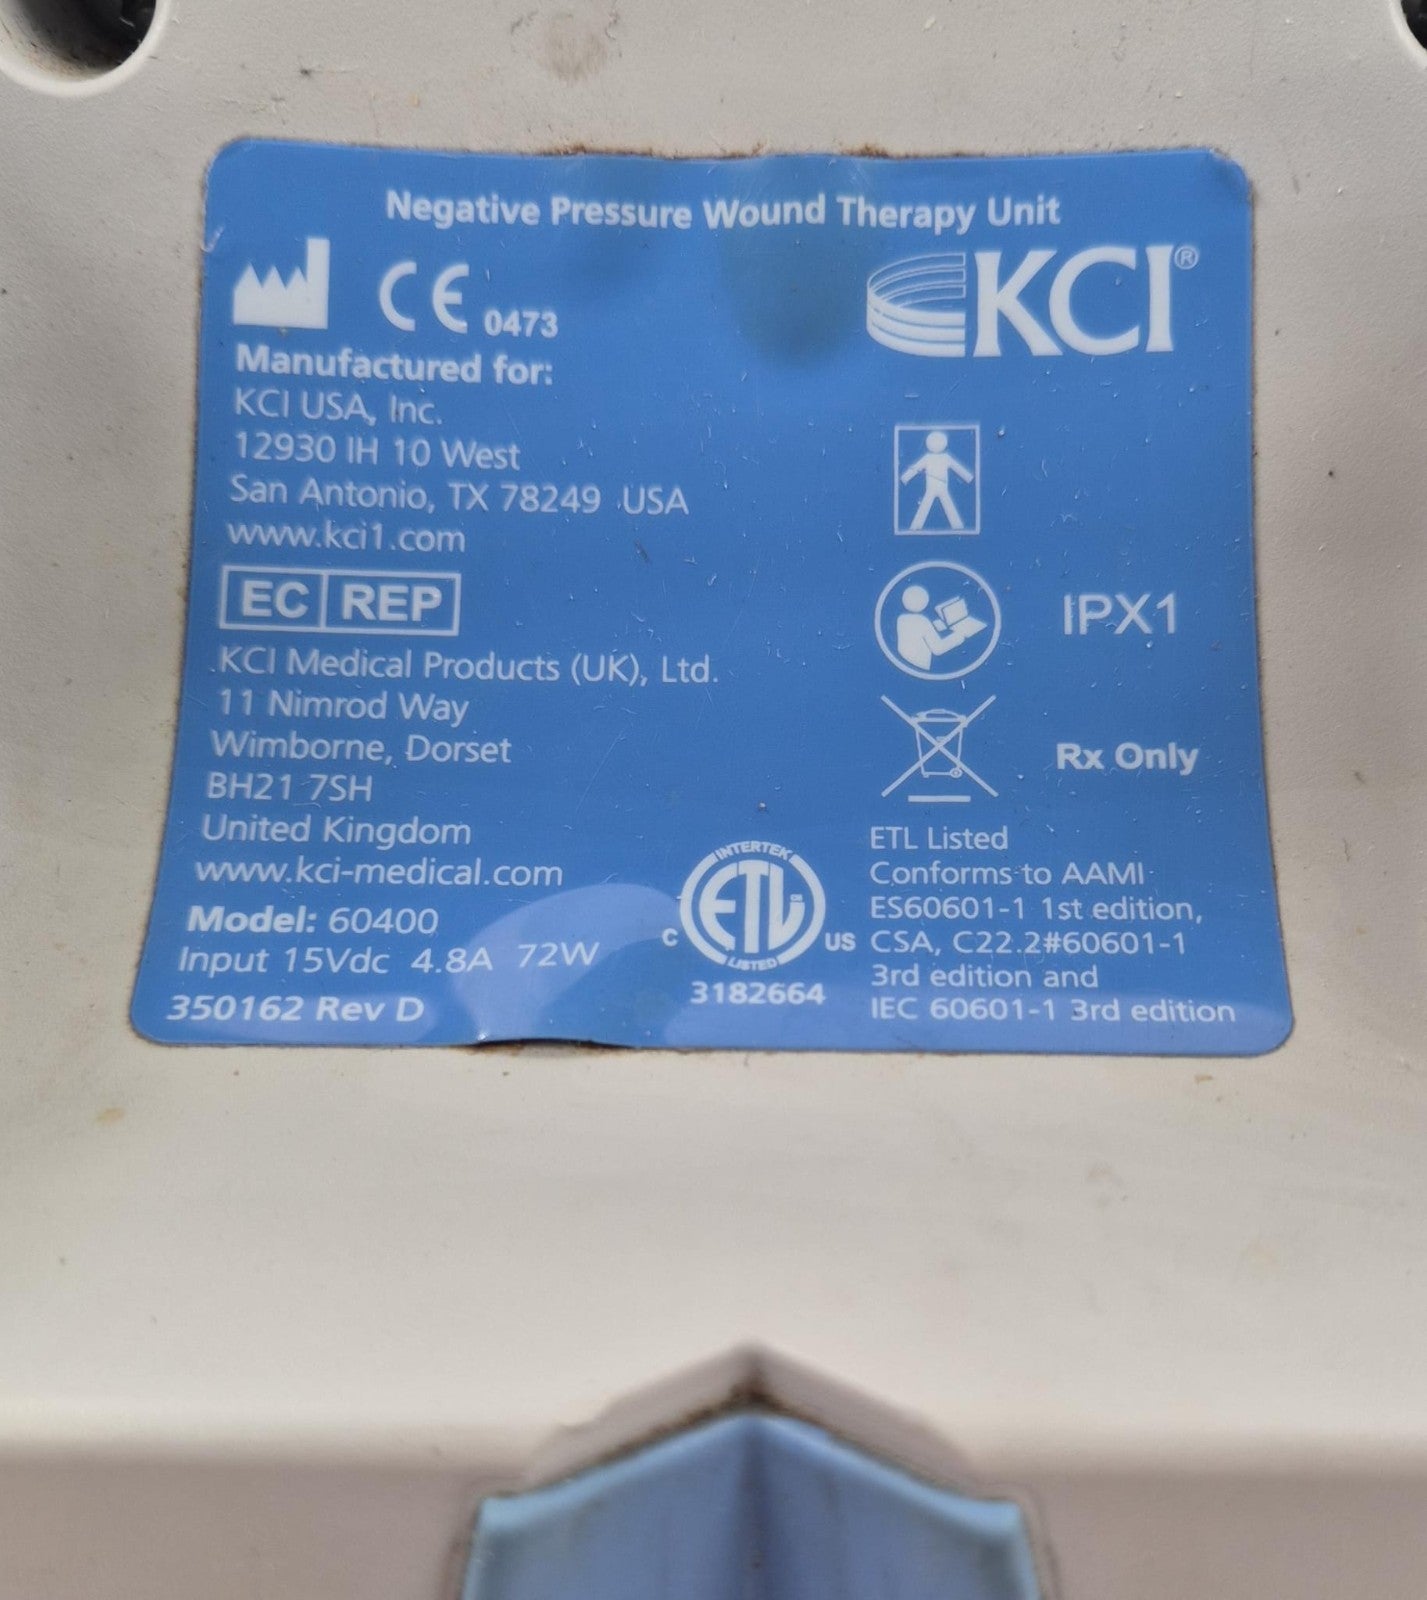 Negative Pressure Wound Therapy Unit
CE 0473
KCI®
Manufactured for:
KCI USA, Inc.
12930 IH 10 West
San Antonio, TX 78249 USA
www.kci1.com
EC REP
KCI Medical Products (UK), Ltd.
11 Nimrod Way
Wimborne, Dorset
BH21 7SH
United Kingdom
www.kci-medical.com
Model: 60400
Input 15Vdc 4.8A 72W
350162 Rev D
INTERTEK
C ETL US
LISTED
3182664
IPX1
Rx Only
ETL Listed
Conforms to AAMI
ES60601-1 1st edition,
CSA, C22.2#60601-1
3rd edition and
IEC 60601-1 3rd edition